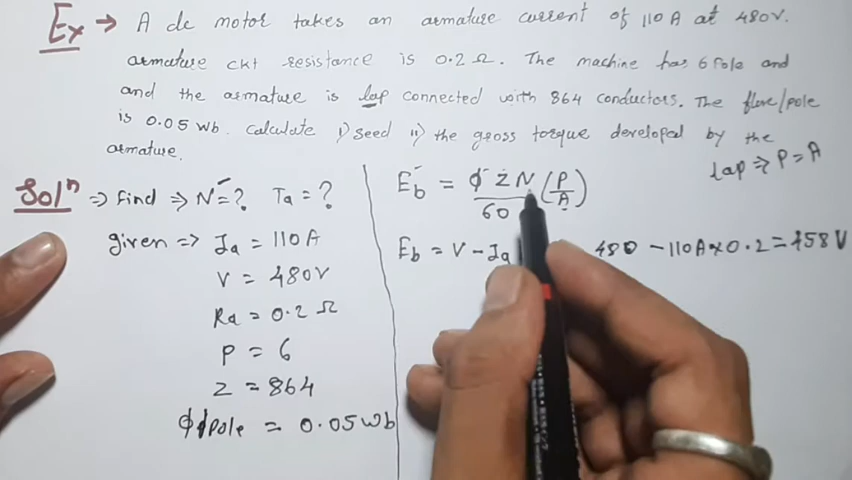 Ex → A dc motor takes an armature current of 110 A at 480V.
armature ckt resistance is 0.2 Ω. The machine has 6 Pole and
and the armature is lap connected with 864 conductors. The flux/pole
is 0.05 Wb. Calculate i) Seed ii) the gross torque developed by the
armature.
lap ⇒ P = A
Solⁿ ⇒ find ⇒ N = ? Ta = ?
given ⇒ Ia = 110A
V = 480V
Ra = 0.2 Ω
P = 6
Z = 864
ϕ/Pole = 0.05 Wb
Eb = ϕ Z N / 60 (P/A)
Eb = V - Ia 480 - 110A × 0.2 = 458 V